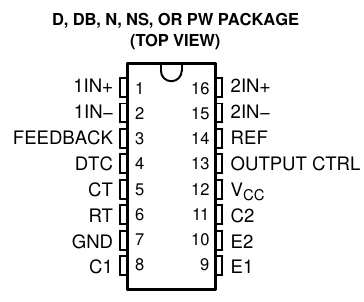 D, DB, N, NS, OR PW PACKAGE
(TOP VIEW)
1IN+ 1 16 2IN+
1IN− 2 15 2IN−
FEEDBACK 3 14 REF
DTC 4 13 OUTPUT CTRL
CT 5 12 VCC
RT 6 11 C2
GND 7 10 E2
C1 8 9 E1